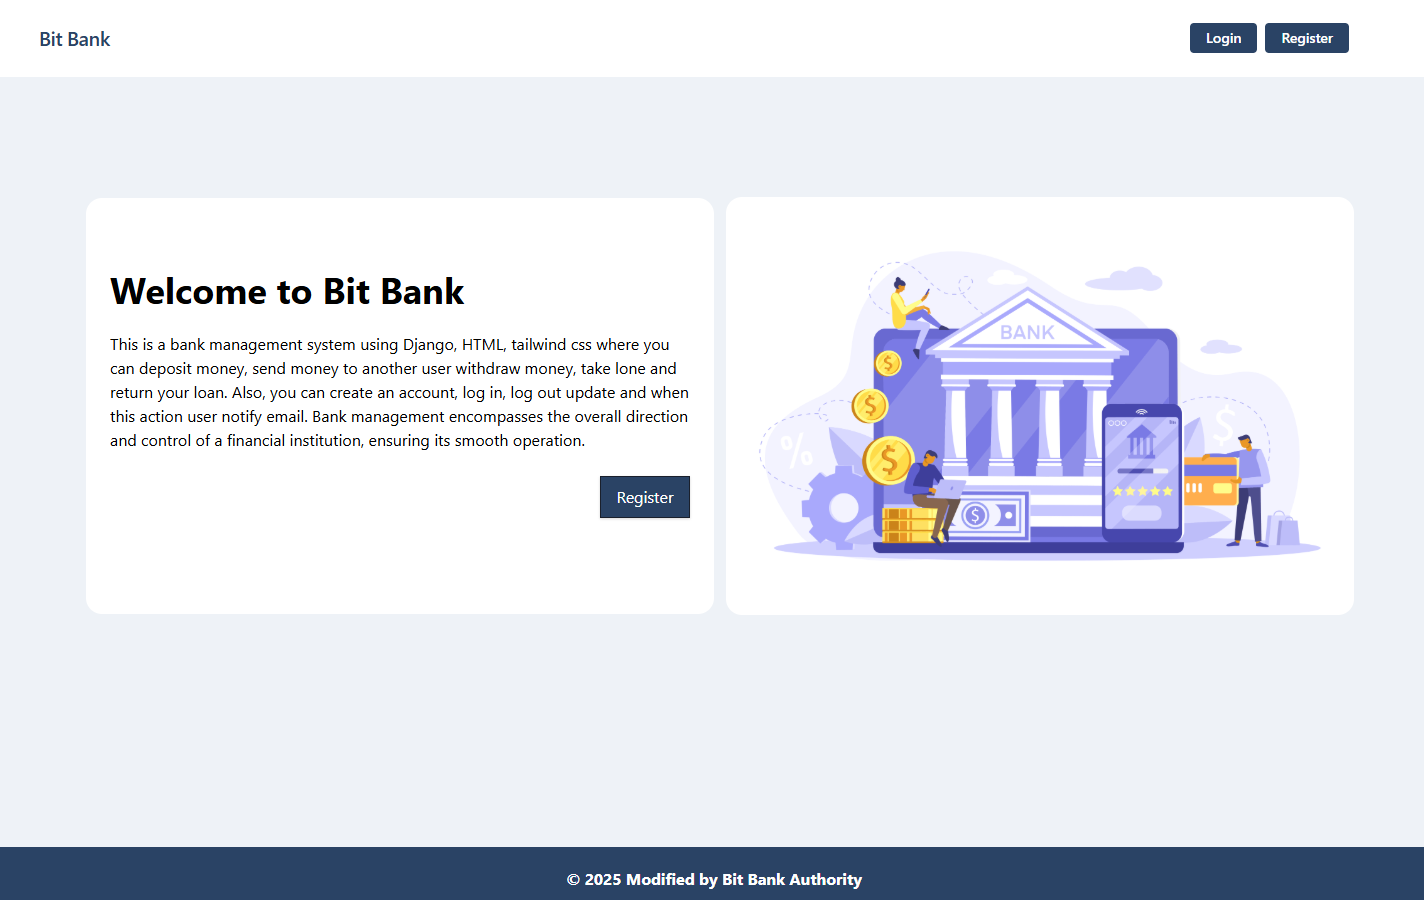 Bit Bank
Login
Register
Welcome to Bit Bank
This is a bank management system using Django, HTML, tailwind css where you
can deposit money, send money to another user withdraw money, take lone and
return your loan. Also, you can create an account, log in, log out update and when
this action user notify email. Bank management encompasses the overall direction
and control of a financial institution, ensuring its smooth operation.
Register
BANK
$
$
$
$
%
$
© 2025 Modified by Bit Bank Authority